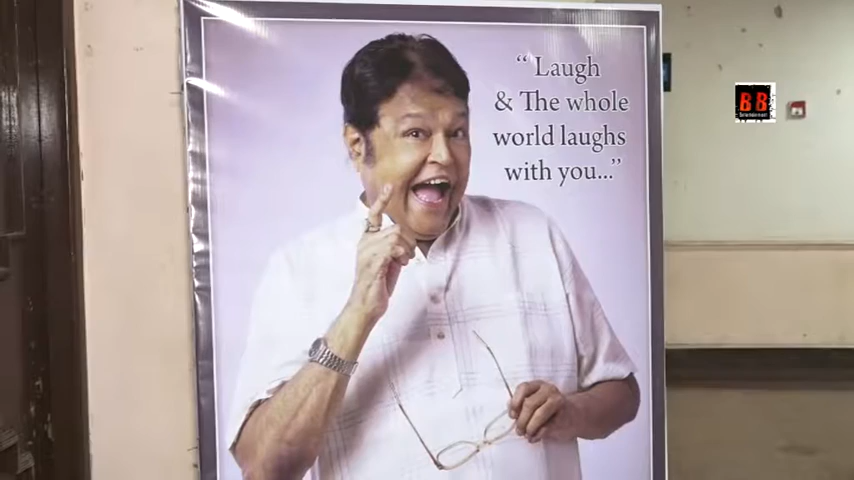 “ Laugh
& The whole
world laughs
with you...”
BB